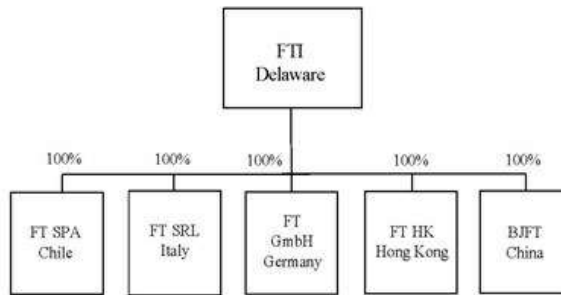 FTI
Delaware
100%
100%
100%
100%
100%
FT SPA
Chile
FT SRL
Italy
FT
GmbH
Germany
FT HK
Hong Kong
BJFT
China